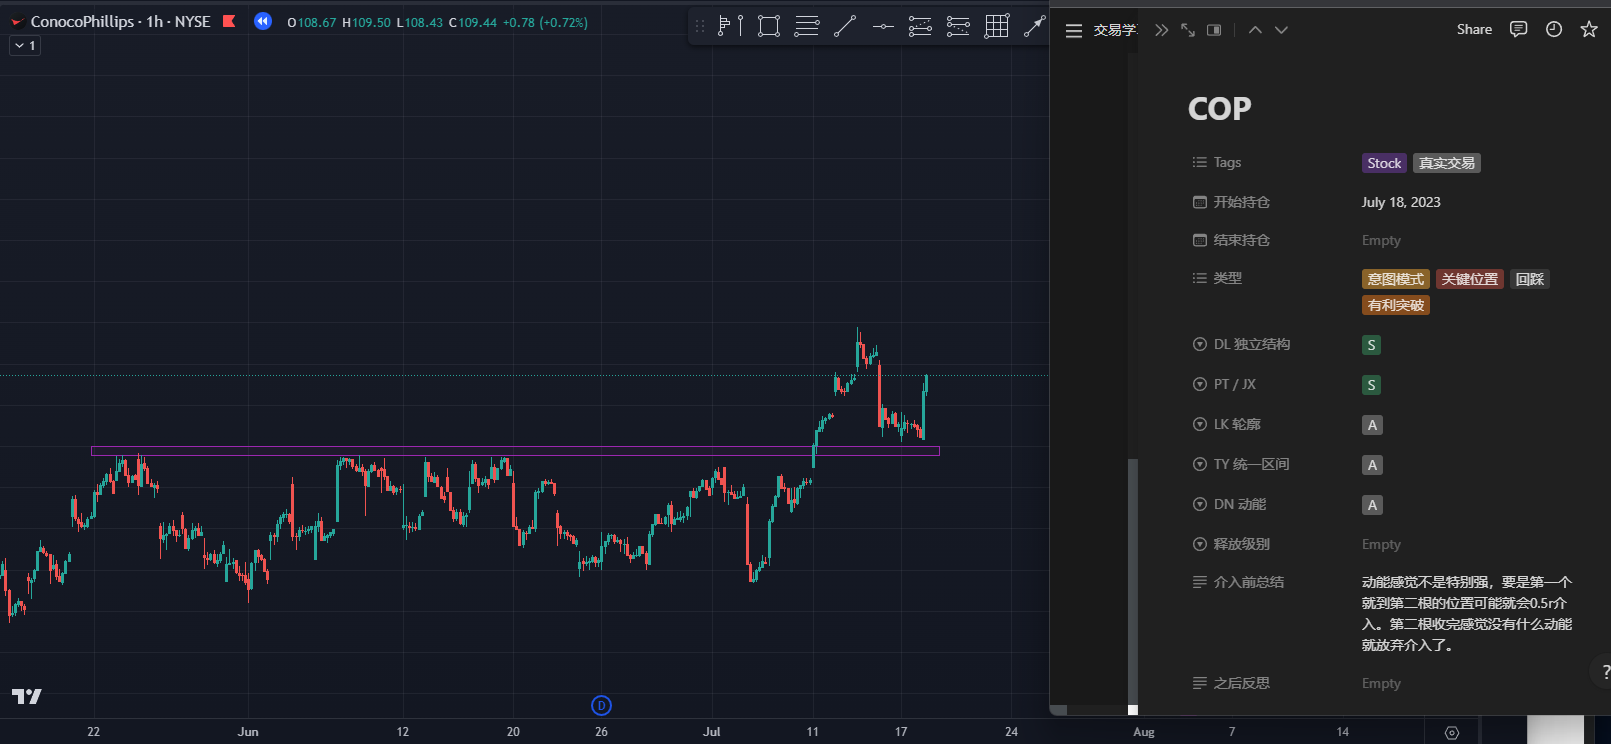 ConocoPhillips · 1h · NYSE O108.67 H109.50 L108.43 C109.44 +0.78 (+0.72%)
1
22 Jun 12 20 26 Jul 11 17 24 Aug 7 14
D
交易学
Share
COP
Tags Stock 真实交易
开始持仓 July 18, 2023
结束持仓 Empty
类型 意图模式 关键位置 回踩
有利突破
DL 独立结构 S
PT / JX S
LK 轮廓 A
TY 统一区间 A
DN 动能 A
释放级别 Empty
介入前总结 动能感觉不是特别强，要是第一个
就到第二根的位置可能就会0.5r介
入。第二根收完感觉没有什么动能
就放弃介入了。
之后反思 Empty
?